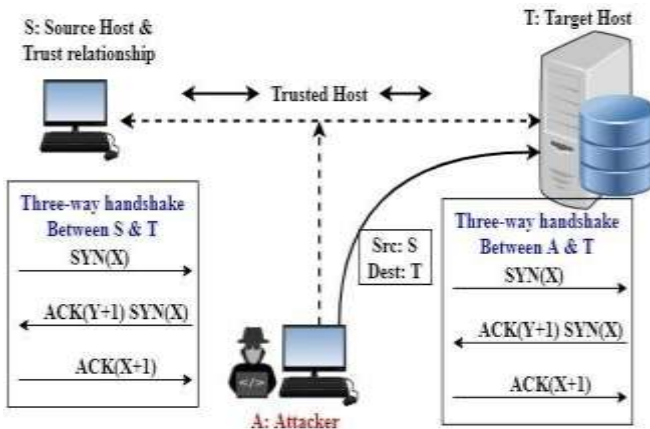 S: Source Host &
Trust relationship
T: Target Host
Trusted Host
Three-way handshake
Between S & T
SYN(X)
ACK(Y+1) SYN(X)
ACK(X+1)
Src: S
Dest: T
Three-way handshake
Between A & T
SYN(X)
ACK(Y+1) SYN(X)
ACK(X+1)
</>
A: Attacker